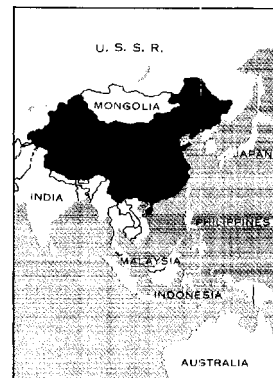 U. S. S. R.
MONGOLIA
JAPAN
INDIA
PHILIPPINES
MALAYSIA
INDONESIA
AUSTRALIA